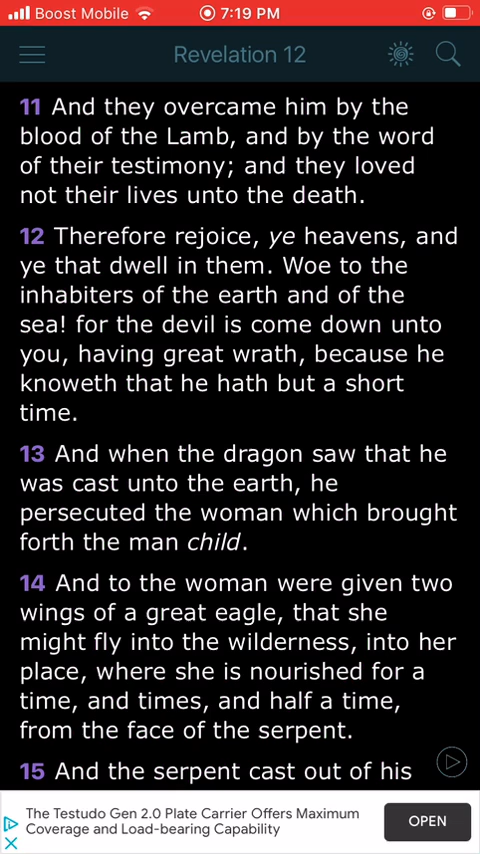 Boost Mobile
7:19 PM
Revelation 12
11 And they overcame him by the
blood of the Lamb, and by the word
of their testimony; and they loved
not their lives unto the death.
12 Therefore rejoice, ye heavens, and
ye that dwell in them. Woe to the
inhabiters of the earth and of the
sea! for the devil is come down unto
you, having great wrath, because he
knoweth that he hath but a short
time.
13 And when the dragon saw that he
was cast unto the earth, he
persecuted the woman which brought
forth the man child.
14 And to the woman were given two
wings of a great eagle, that she
might fly into the wilderness, into her
place, where she is nourished for a
time, and times, and half a time,
from the face of the serpent.
15 And the serpent cast out of his
The Testudo Gen 2.0 Plate Carrier Offers Maximum
Coverage and Load-bearing Capability
OPEN